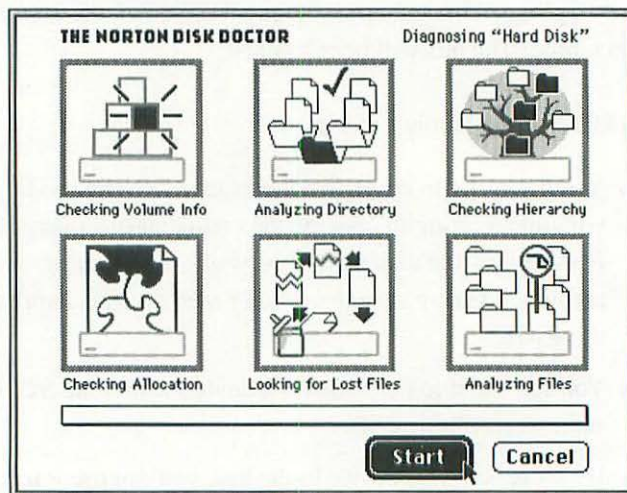 THE NORTON DISK DOCTOR
Diagnosing “Hard Disk”
Checking Volume Info
Analyzing Directory
Checking Hierarchy
Checking Allocation
Looking for Lost Files
Analyzing Files
Start
Cancel